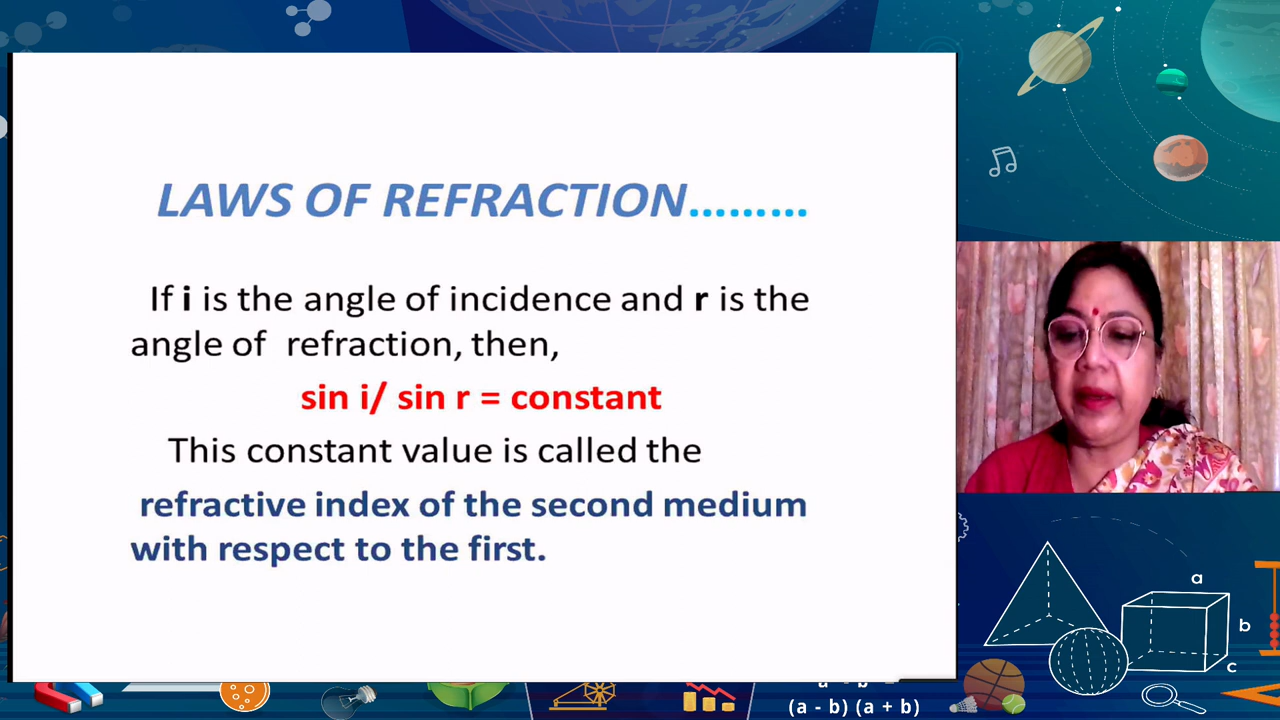 LAWS OF REFRACTION.........
If i is the angle of incidence and r is the
angle of refraction, then,
sin i/ sin r = constant
This constant value is called the
refractive index of the second medium
with respect to the first.
a
b
c
(a - b) (a + b)